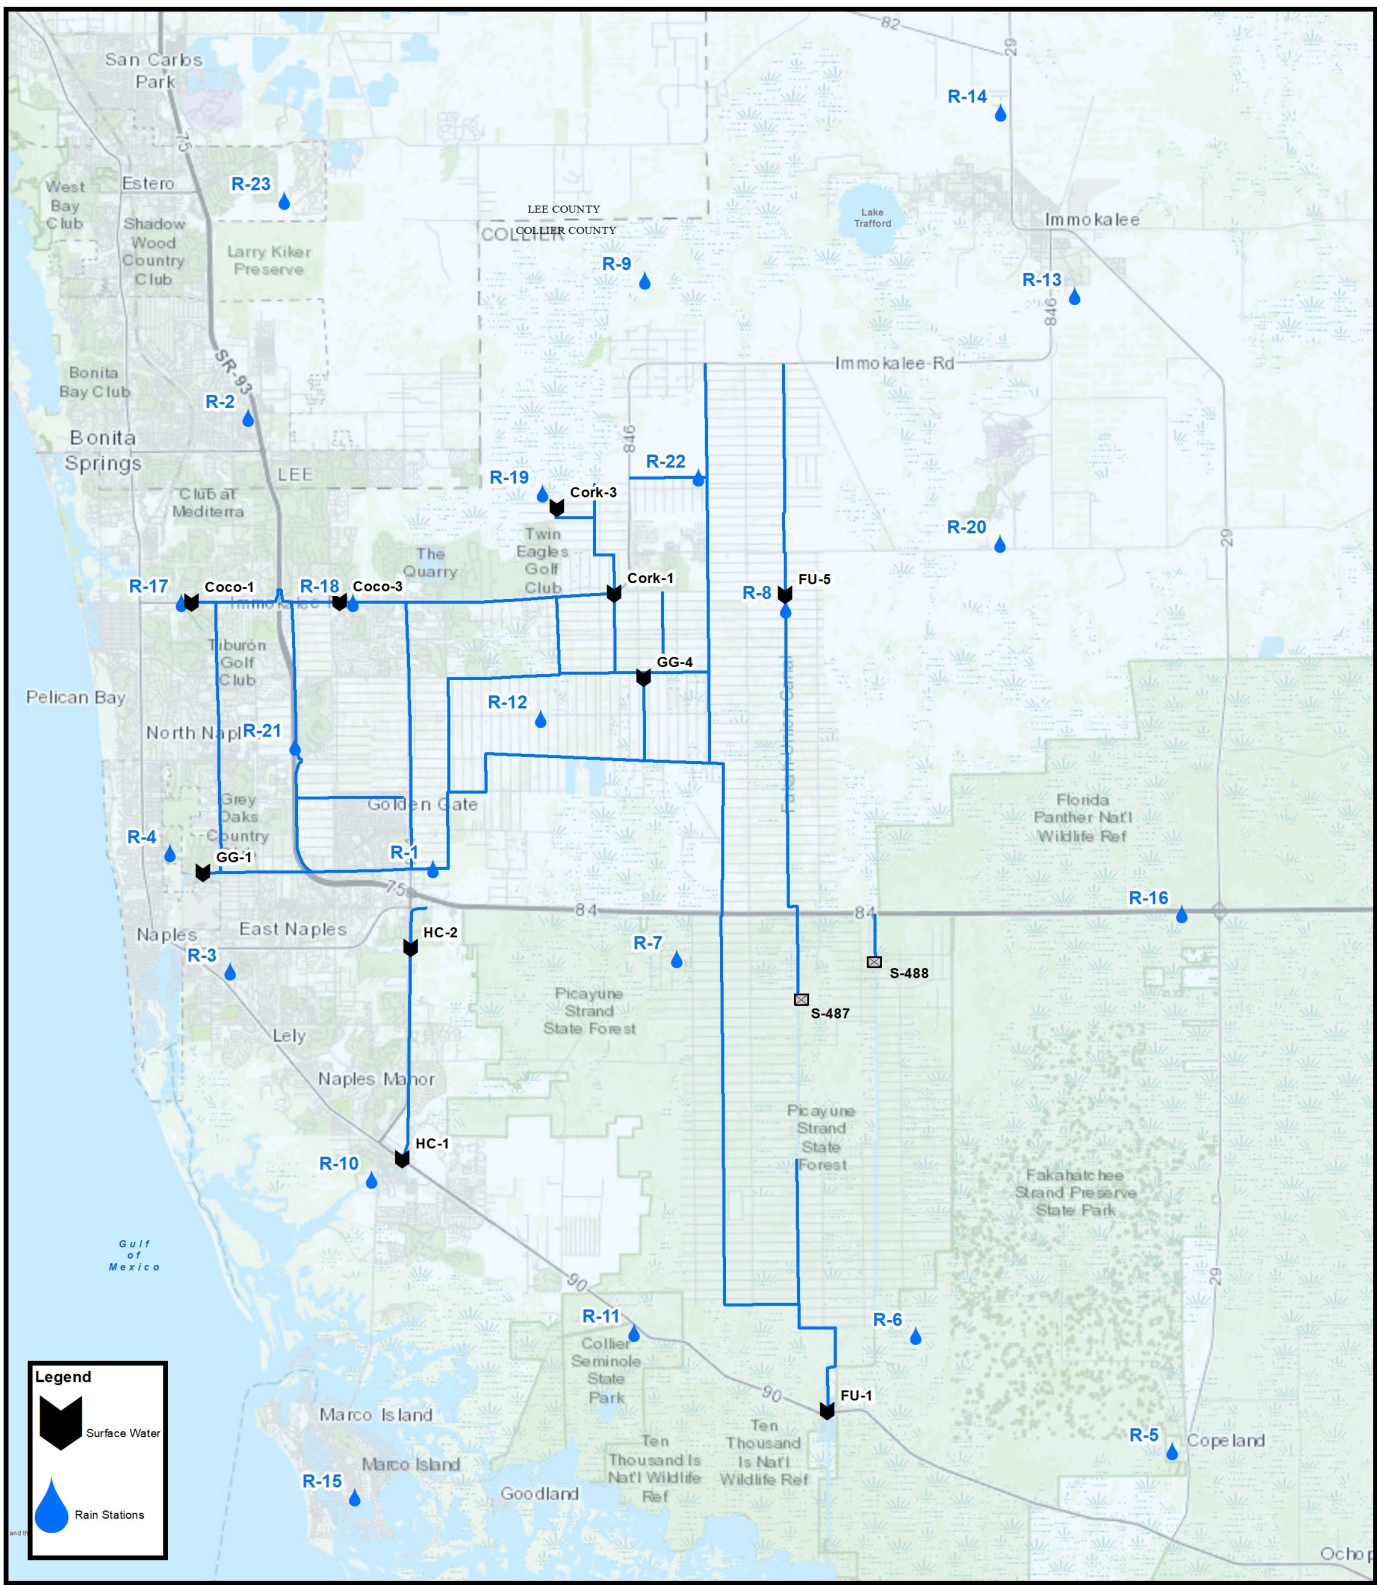 San Carlos
Park
82
29
R-14
75
West
Bay
Club
Estero
R-23
Shadow
Wood
Country
Club
LEE COUNTY
COLLIER
COLLIER COUNTY
Lake
Trafford
Immokalee
Larry Kiker
Preserve
R-9
R-13
846
SR-93
Immokalee Rd
Bonita
Bay Club
R-2
Bonita
Springs
846
LEE
R-22
R-19
Cork-3
Club at
Mediterra
Twin
Eagles
Golf
Club
R-20
29
The
Quarry
R-17
Coco-1
R-18
Coco-3
Cork-1
FU-5
R-8
Tiburón
Golf
Club
GG-4
Pelican Bay
R-12
R-21
Golden Gate
Florida
Panther Nat'l
Wildlife Ref
Grey
Oaks
Country
R-4
GG-1
R-1
75
84
84
R-16
HC-2
East Naples
Naples
R-3
R-7
S-488
S-487
Picayune
Strand
State Forest
Lely
Naples Manor
Picayune
Strand
State
Forest
HC-1
R-10
Fakahatchee
Strand Preserve
State Park
Gulf
of
Mexico
90
29
R-11
R-6
Collier
Seminole
State
Park
90
FU-1
Legend
Surface Water
Rain Stations
Marco Island
Marco Island
R-15
Goodland
Ten
Thousand Is
Nat'l Wildlife
Ref
Ten
Thousand
Is Nat'l
Wildlife Ref
R-5
Copeland
Ochop